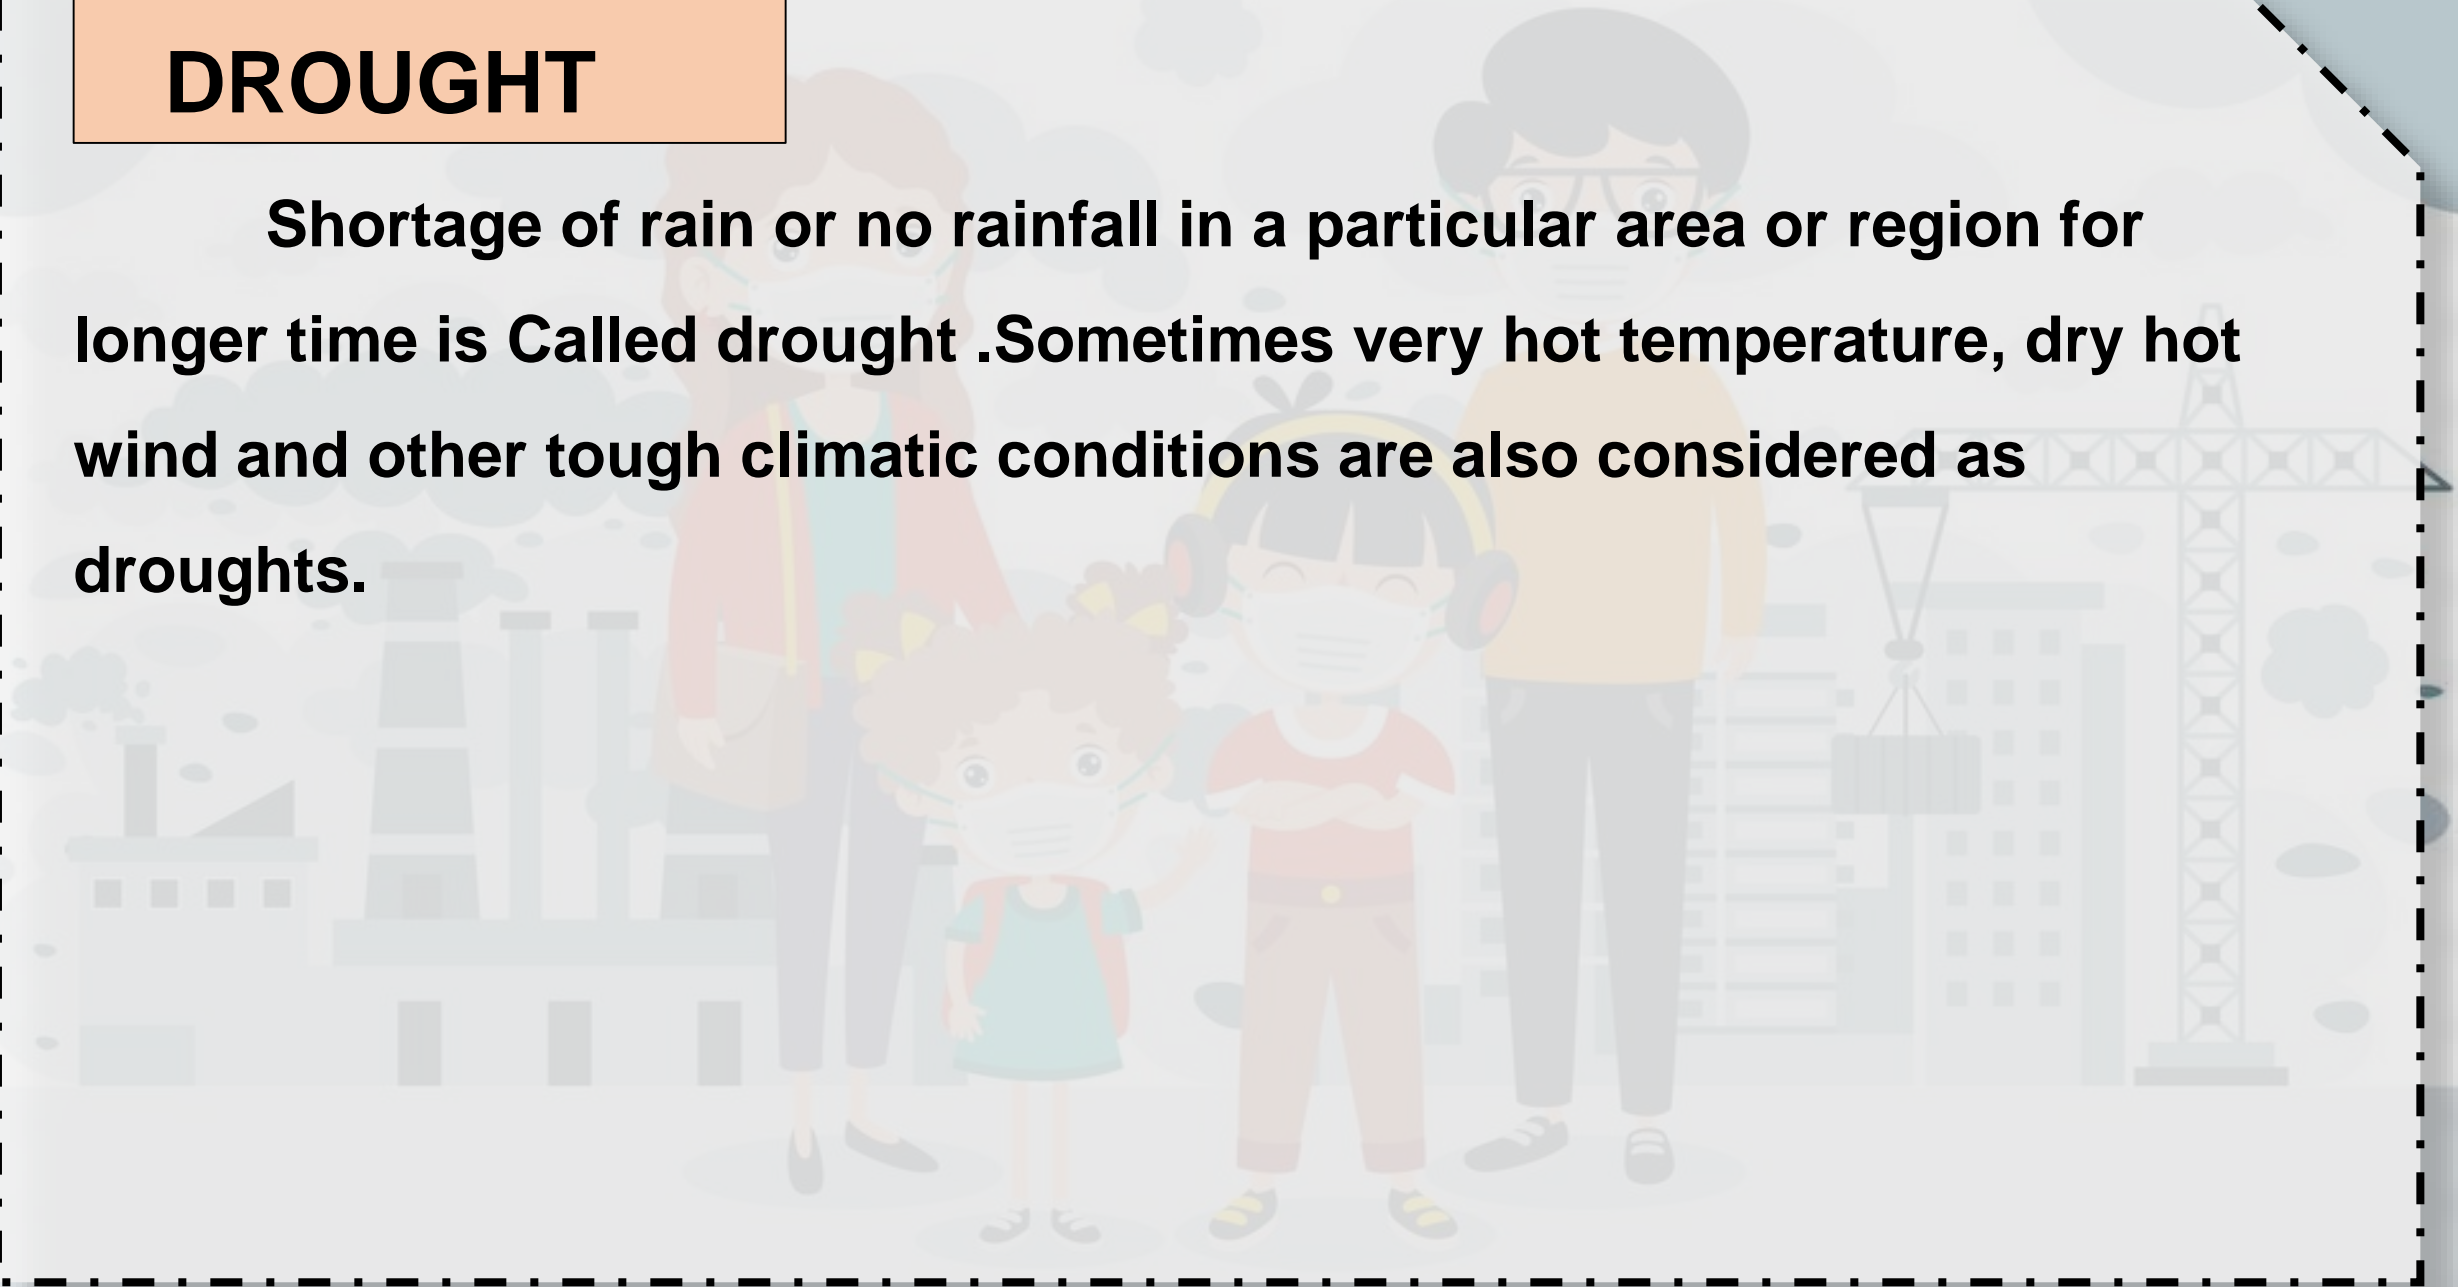 DROUGHT
Shortage of rain or no rainfall in a particular area or region for
longer time is Called drought .Sometimes very hot temperature, dry hot
wind and other tough climatic conditions are also considered as
droughts.